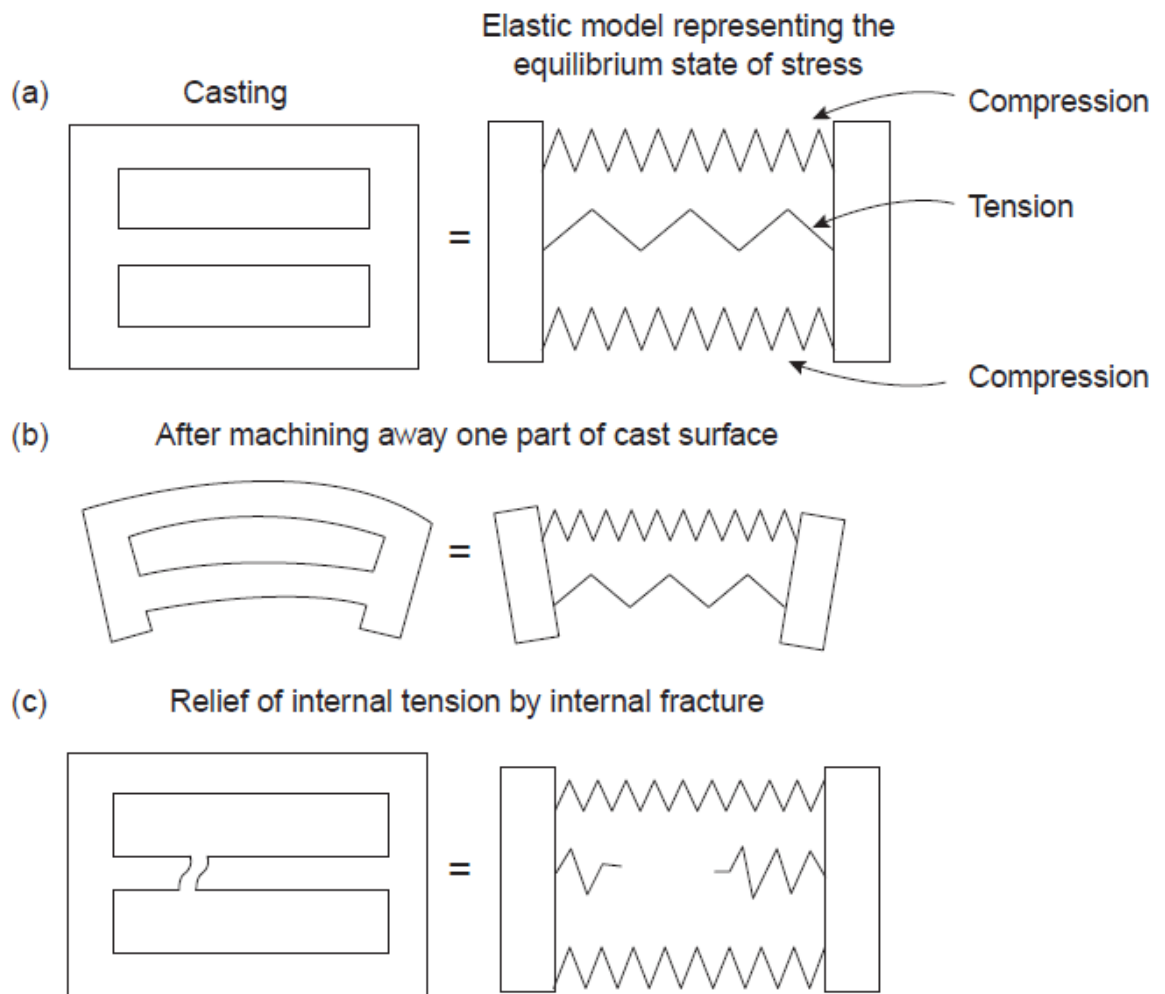 Elastic model representing the
equilibrium state of stress
(a)
Casting
Compression
=
Tension
Compression
(b)
After machining away one part of cast surface
=
(c)
Relief of internal tension by internal fracture
=